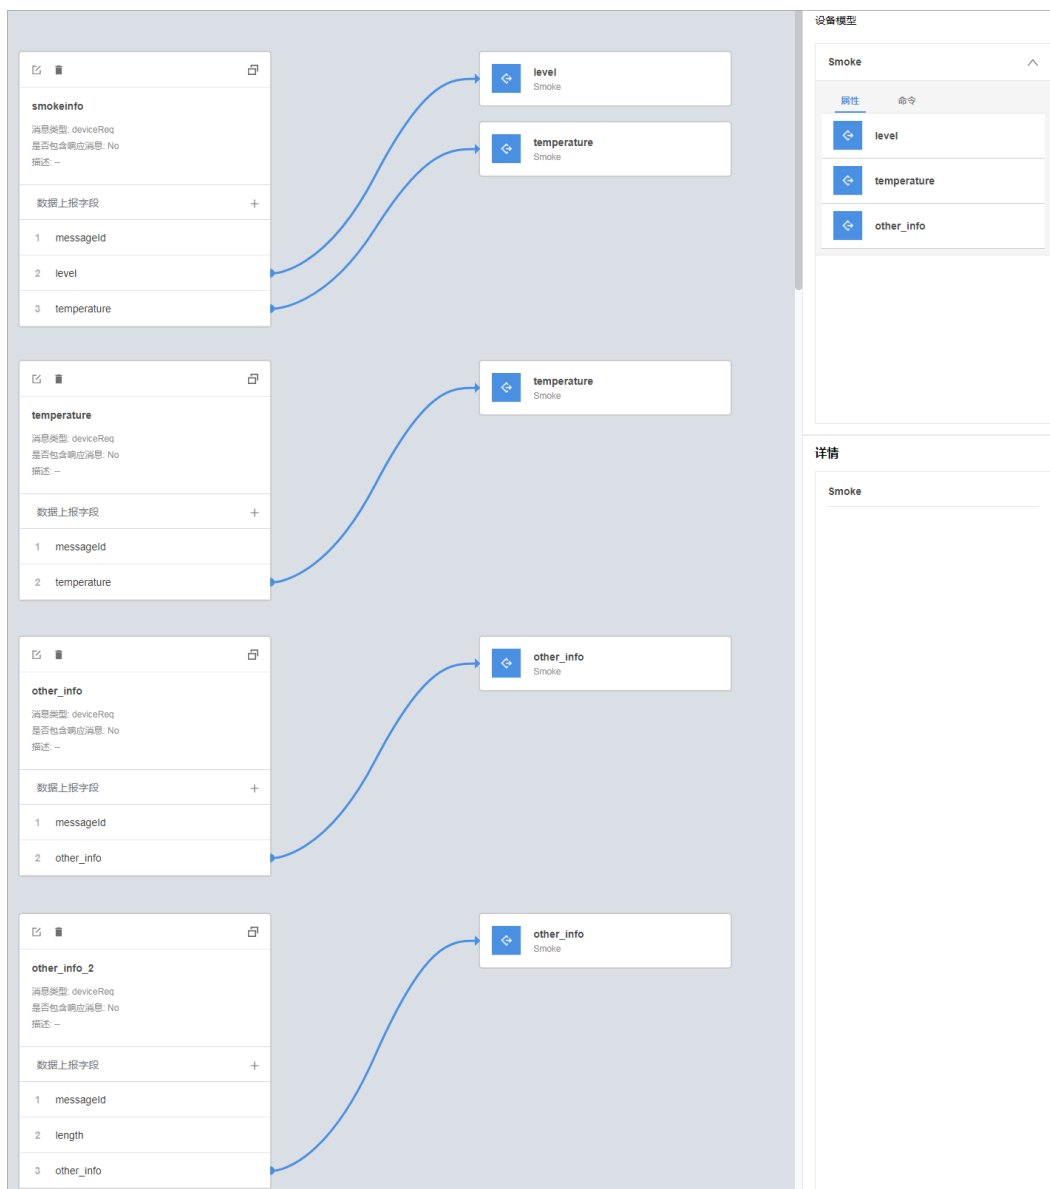 smokeinfo
消息类型: deviceReq
是否包含响应消息: No
描述: --
数据上报字段
1 messageId
2 level
3 temperature
level
Smoke
temperature
Smoke
temperature
消息类型: deviceReq
是否包含响应消息: No
描述: --
数据上报字段
1 messageId
2 temperature
temperature
Smoke
other_info
消息类型: deviceReq
是否包含响应消息: No
描述: --
数据上报字段
1 messageId
2 other_info
other_info
Smoke
other_info_2
消息类型: deviceReq
是否包含响应消息: No
描述: --
数据上报字段
1 messageId
2 length
3 other_info
other_info
Smoke
设备模型
Smoke
属性 命令
level
temperature
other_info
详情
Smoke